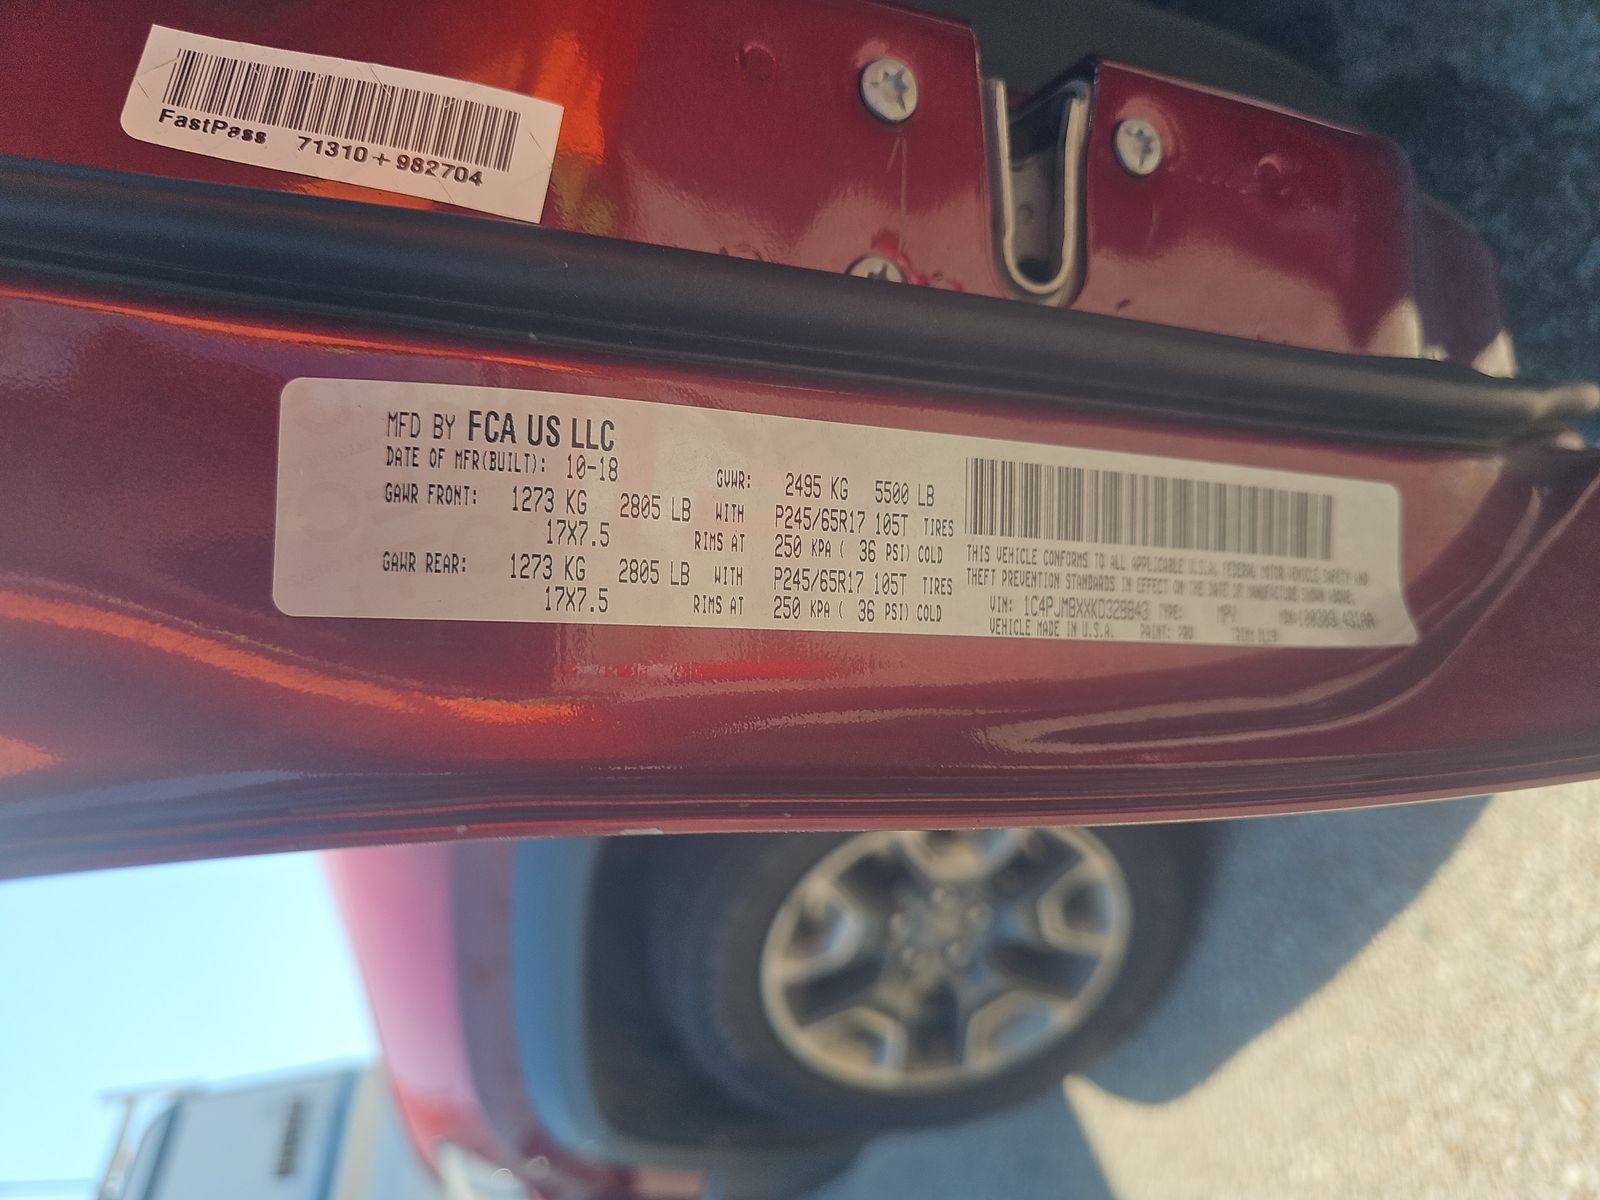 FastPass 71310+982704
MFD BY FCA US LLC
DATE OF MFR(BUILT): 10-18 GVWR: 2495 KG 5500 LB
GAWR FRONT: 1273 KG 2805 LB WITH P245/65R17 105T TIRES
17X7.5 RIMS AT 250 KPA ( 36 PSI) COLD
GAWR REAR: 1273 KG 2805 LB WITH P245/65R17 105T TIRES
17X7.5 RIMS AT 250 KPA ( 36 PSI) COLD
THIS VEHICLE CONFORMS TO ALL APPLICABLE U.S.A. FEDERAL MOTOR VEHICLE SAFETY AND
THEFT PREVENTION STANDARDS IN EFFECT ON THE DATE OF MANUFACTURE SHOWN ABOVE.
VIN: 1C4PJMBXXKD328843 TYPE: MPV
VEHICLE MADE IN U.S.A. PAINT: PRV